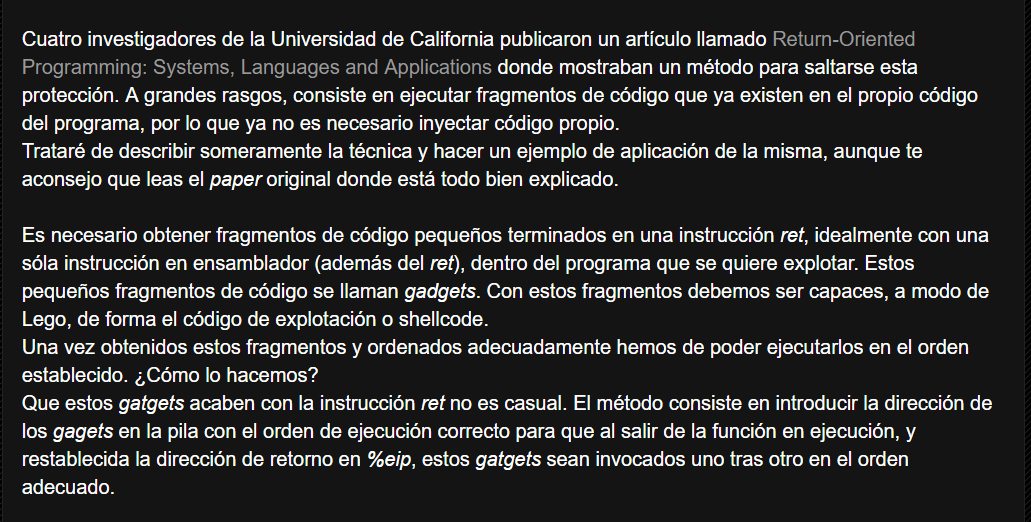 Cuatro investigadores de la Universidad de California publicaron un artículo llamado Return-Oriented
Programming: Systems, Languages and Applications donde mostraban un método para saltarse esta
protección. A grandes rasgos, consiste en ejecutar fragmentos de código que ya existen en el propio código
del programa, por lo que ya no es necesario inyectar código propio.
Trataré de describir someramente la técnica y hacer un ejemplo de aplicación de la misma, aunque te
aconsejo que leas el paper original donde está todo bien explicado.
Es necesario obtener fragmentos de código pequeños terminados en una instrucción ret, idealmente con una
sóla instrucción en ensamblador (además del ret), dentro del programa que se quiere explotar. Estos
pequeños fragmentos de código se llaman gadgets. Con estos fragmentos debemos ser capaces, a modo de
Lego, de forma el código de explotación o shellcode.
Una vez obtenidos estos fragmentos y ordenados adecuadamente hemos de poder ejecutarlos en el orden
establecido. ¿Cómo lo hacemos?
Que estos gatgets acaben con la instrucción ret no es casual. El método consiste en introducir la dirección de
los gagets en la pila con el orden de ejecución correcto para que al salir de la función en ejecución, y
restablecida la dirección de retorno en %eip, estos gatgets sean invocados uno tras otro en el orden
adecuado.